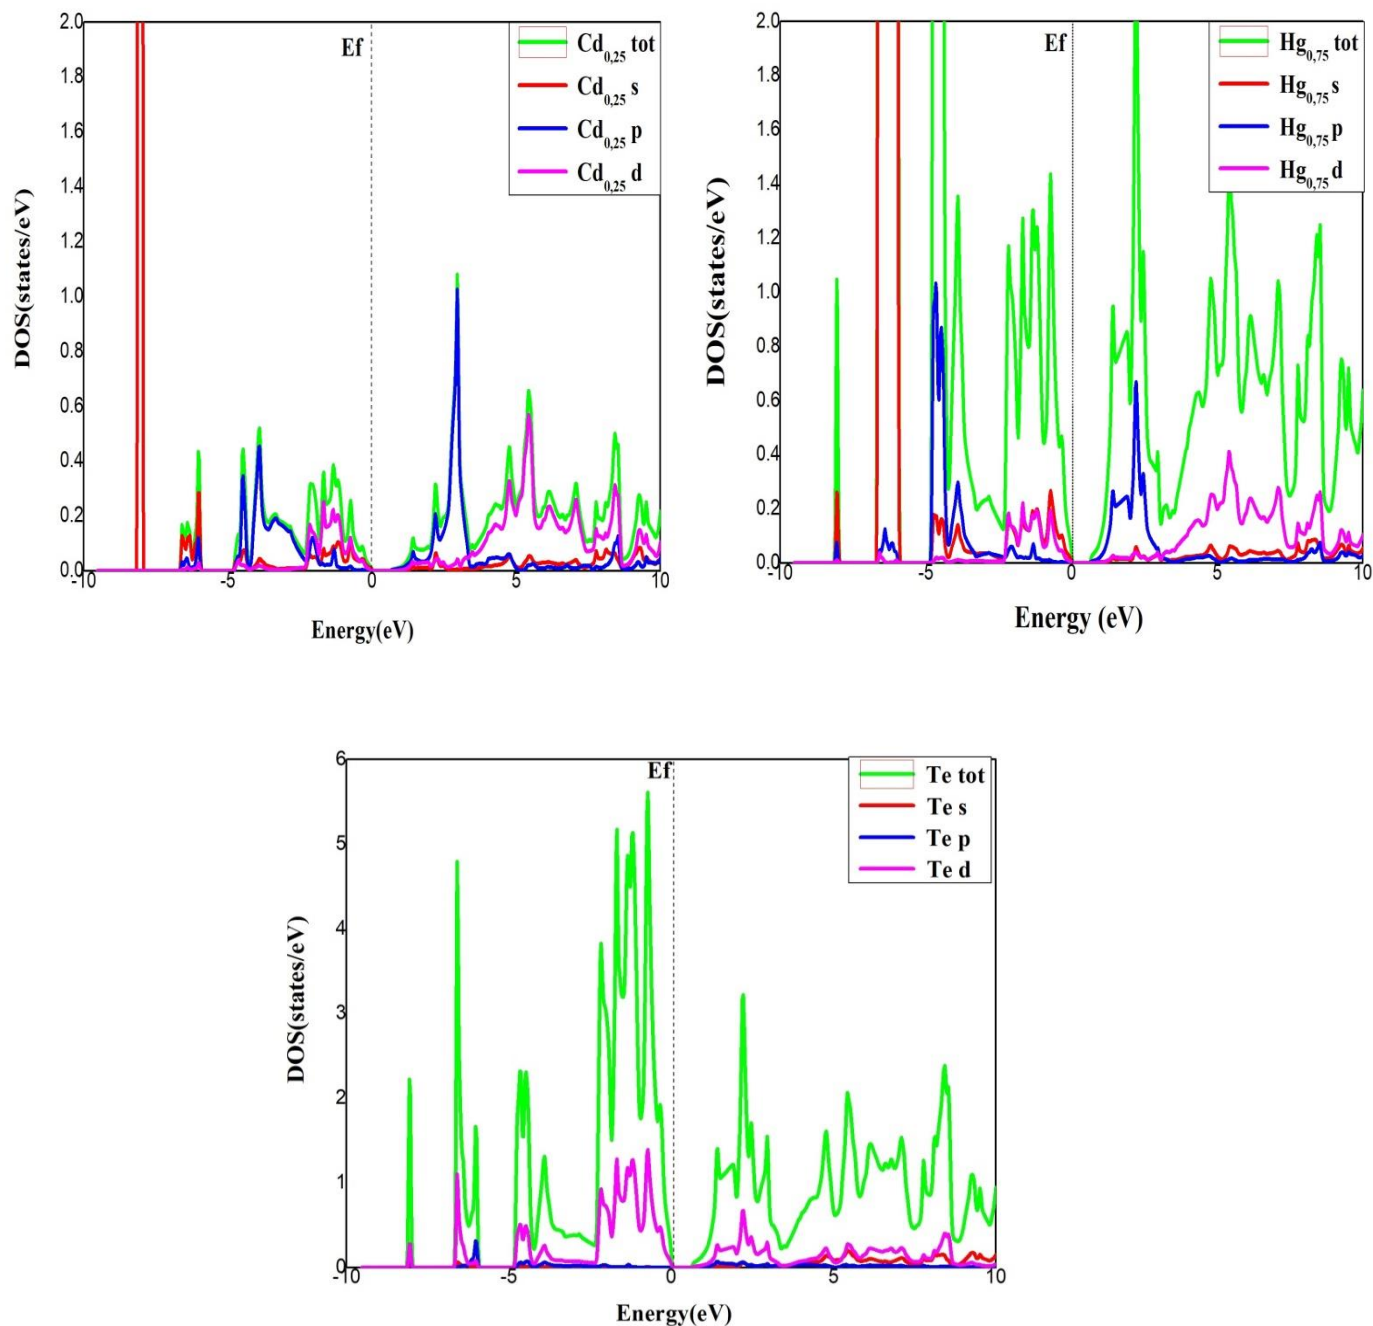 Ef
Cd0,25 tot
Cd0,25 s
Cd0,25 p
Cd0,25 d
DOS(states/eV)
2.0
1.8
1.6
1.4
1.2
1.0
0.8
0.6
0.4
0.2
0.0
-10
-5
0
5
10
Energy(eV)
Ef
Hg0,75 tot
Hg0,75 s
Hg0,75 p
Hg0,75 d
DOS(states/eV)
2.0
1.8
1.6
1.4
1.2
1.0
0.8
0.6
0.4
0.2
0.0
-10
-5
0
5
10
Energy (eV)
Ef
Te tot
Te s
Te p
Te d
DOS(states/eV)
6
5
4
3
2
1
0
-10
-5
0
5
10
Energy(eV)